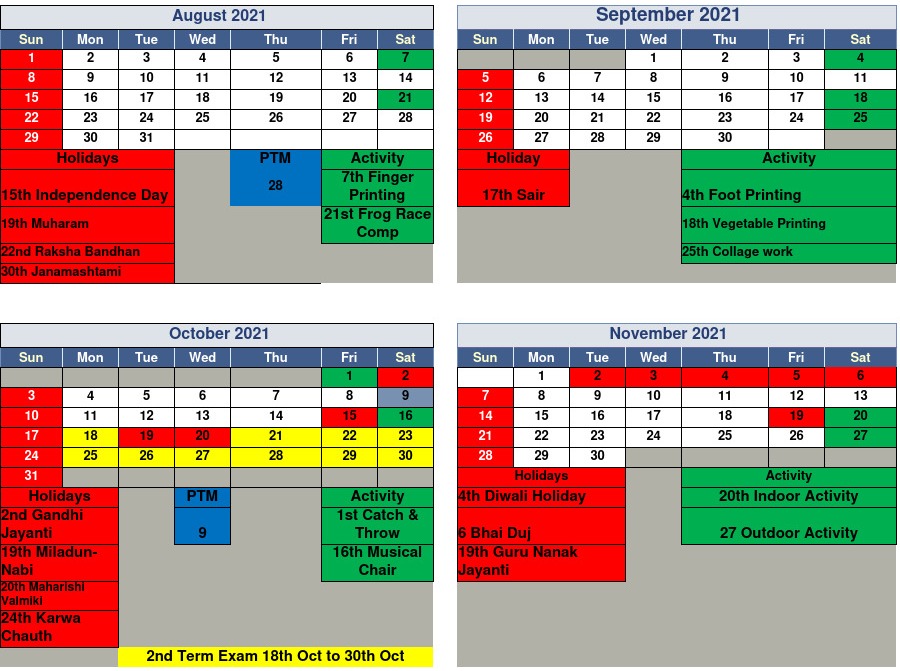 August 2021
Sun Mon Tue Wed Thu Fri Sat
1 2 3 4 5 6 7
8 9 10 11 12 13 14
15 16 17 18 19 20 21
22 23 24 25 26 27 28
29 30 31
Holidays PTM Activity
15th Independence Day 28 7th Finger
Printing
19th Muharam 21st Frog Race
Comp
22nd Raksha Bandhan
30th Janamashtami
September 2021
Sun Mon Tue Wed Thu Fri Sat
1 2 3 4
5 6 7 8 9 10 11
12 13 14 15 16 17 18
19 20 21 22 23 24 25
26 27 28 29 30
Holiday Activity
17th Sair 4th Foot Printing
18th Vegetable Printing
25th Collage work
October 2021
Sun Mon Tue Wed Thu Fri Sat
1 2
3 4 5 6 7 8 9
10 11 12 13 14 15 16
17 18 19 20 21 22 23
24 25 26 27 28 29 30
31
Holidays PTM Activity
2nd Gandhi
Jayanti 9 1st Catch &
Throw
19th Miladun-
Nabi 16th Musical
Chair
20th Maharishi
Valmiki
24th Karwa
Chauth
2nd Term Exam 18th Oct to 30th Oct
November 2021
Sun Mon Tue Wed Thu Fri Sat
1 2 3 4 5 6
7 8 9 10 11 12 13
14 15 16 17 18 19 20
21 22 23 24 25 26 27
28 29 30
Holidays Activity
4th Diwali Holiday 20th Indoor Activity
6 Bhai Duj 27 Outdoor Activity
19th Guru Nanak
Jayanti